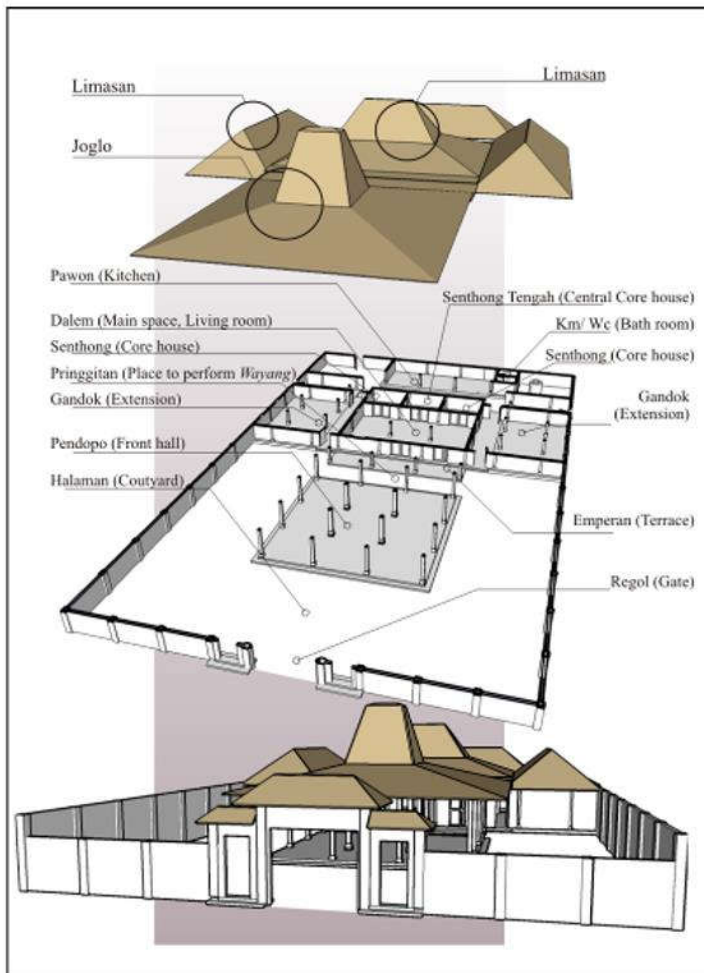 Limasan
Limasan
Joglo
Pawon (Kitchen)
Senthong Tengah (Central Core house)
Dalem (Main space, Living room)
Km/ Wc (Bath room)
Senthong (Core house)
Senthong (Core house)
Pringgitan (Place to perform Wayang)
Gandok (Extension)
Gandok
(Extension)
Pendopo (Front hall)
Halaman (Coutyard)
Emperan (Terrace)
Regol (Gate)